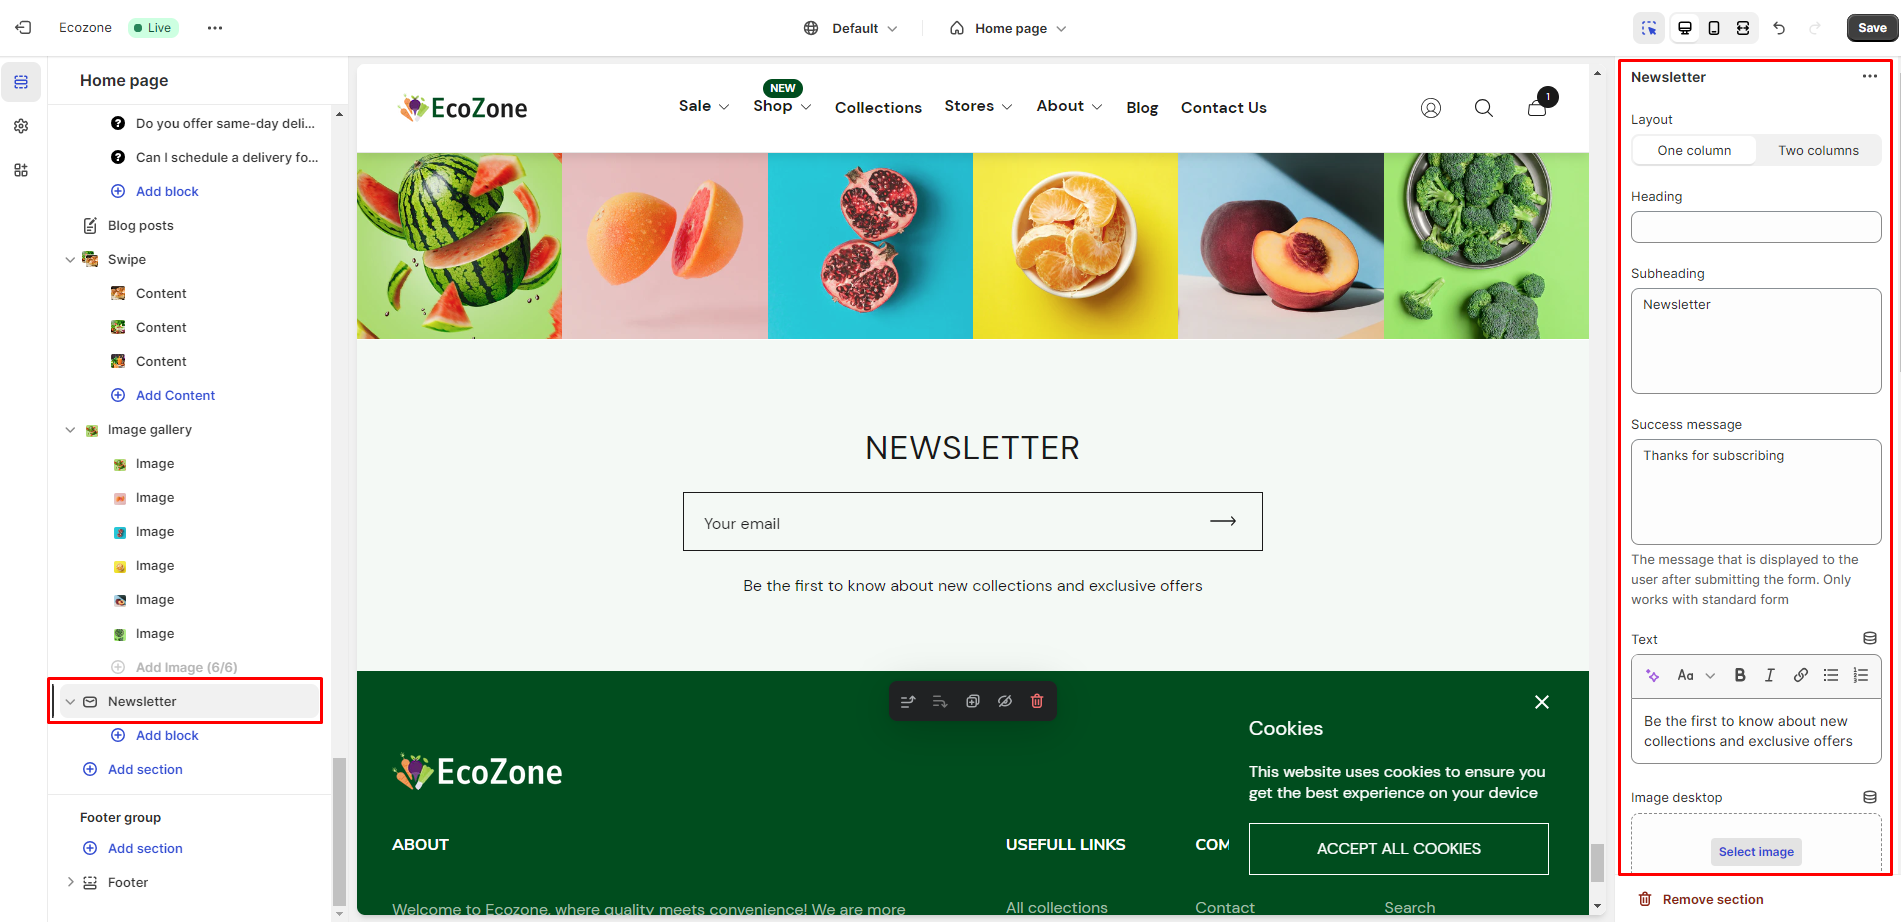 Ecozone
Live
Default
Home page
Save
Home page
Do you offer same-day deli...
Can I schedule a delivery fo...
Add block
Blog posts
Swipe
Content
Content
Content
Add Content
Image gallery
Image
Image
Image
Image
Image
Image
Add Image (6/6)
Newsletter
Add block
Add section
Footer group
Add section
Footer
EcoZone
Sale
NEW
Shop
Collections
Stores
About
Blog
Contact Us
1
NEWSLETTER
Your email
Be the first to know about new collections and exclusive offers
EcoZone
ABOUT
Welcome to Ecozone, where quality meets convenience! We are more
USEFULL LINKS
All collections
COM
Contact
Search
Cookies
This website uses cookies to ensure you
get the best experience on your device
ACCEPT ALL COOKIES
Newsletter
Layout
One column
Two columns
Heading
Subheading
Newsletter
Success message
Thanks for subscribing
The message that is displayed to the
user after submitting the form. Only
works with standard form
Text
Aa
B
I
Be the first to know about new
collections and exclusive offers
Image desktop
Select image
Remove section